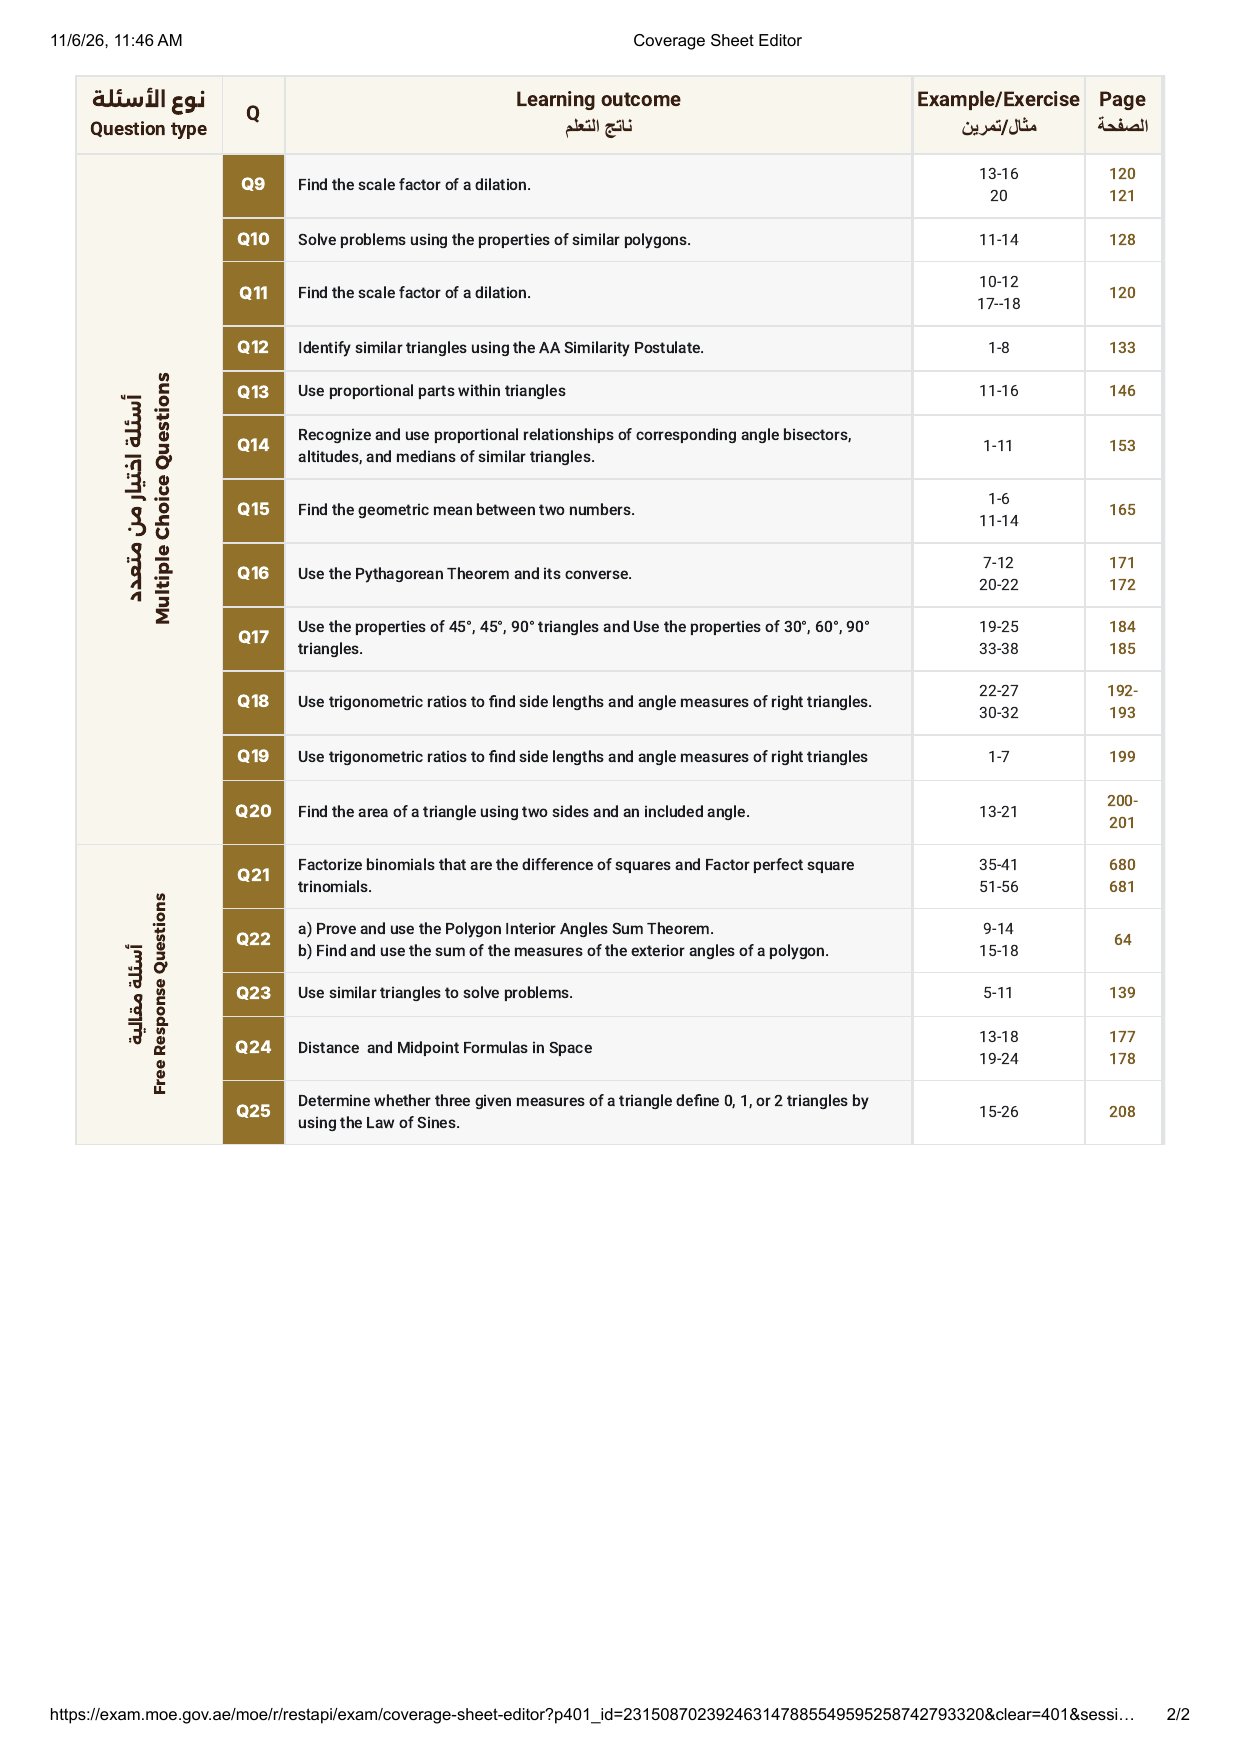 11/6/26, 11:46 AM
Coverage Sheet Editor
نوع الأسئلة
Question type
Q
Learning outcome
ناتج التعلم
Example/Exercise
مثال/تمرين
Page
الصفحة
أسئلة اختيار من متعدد
Multiple Choice Questions
Q9
Find the scale factor of a dilation.
13-16
20
120
121
Q10
Solve problems using the properties of similar polygons.
11-14
128
Q11
Find the scale factor of a dilation.
10-12
17--18
120
Q12
Identify similar triangles using the AA Similarity Postulate.
1-8
133
Q13
Use proportional parts within triangles
11-16
146
Q14
Recognize and use proportional relationships of corresponding angle bisectors,
altitudes, and medians of similar triangles.
1-11
153
Q15
Find the geometric mean between two numbers.
1-6
11-14
165
Q16
Use the Pythagorean Theorem and its converse.
7-12
20-22
171
172
Q17
Use the properties of 45°, 45°, 90° triangles and Use the properties of 30°, 60°, 90°
triangles.
19-25
33-38
184
185
Q18
Use trigonometric ratios to find side lengths and angle measures of right triangles.
22-27
30-32
192-
193
Q19
Use trigonometric ratios to find side lengths and angle measures of right triangles
1-7
199
Q20
Find the area of a triangle using two sides and an included angle.
13-21
200-
201
أسئلة مقالية
Free Response Questions
Q21
Factorize binomials that are the difference of squares and Factor perfect square
trinomials.
35-41
51-56
680
681
Q22
a) Prove and use the Polygon Interior Angles Sum Theorem.
b) Find and use the sum of the measures of the exterior angles of a polygon.
9-14
15-18
64
Q23
Use similar triangles to solve problems.
5-11
139
Q24
Distance  and Midpoint Formulas in Space
13-18
19-24
177
178
Q25
Determine whether three given measures of a triangle define 0, 1, or 2 triangles by
using the Law of Sines.
15-26
208
https://exam.moe.gov.ae/moe/r/restapi/exam/coverage-sheet-editor?p401_id=231508702392463147885549595258742793320&clear=401&sessi…
2/2